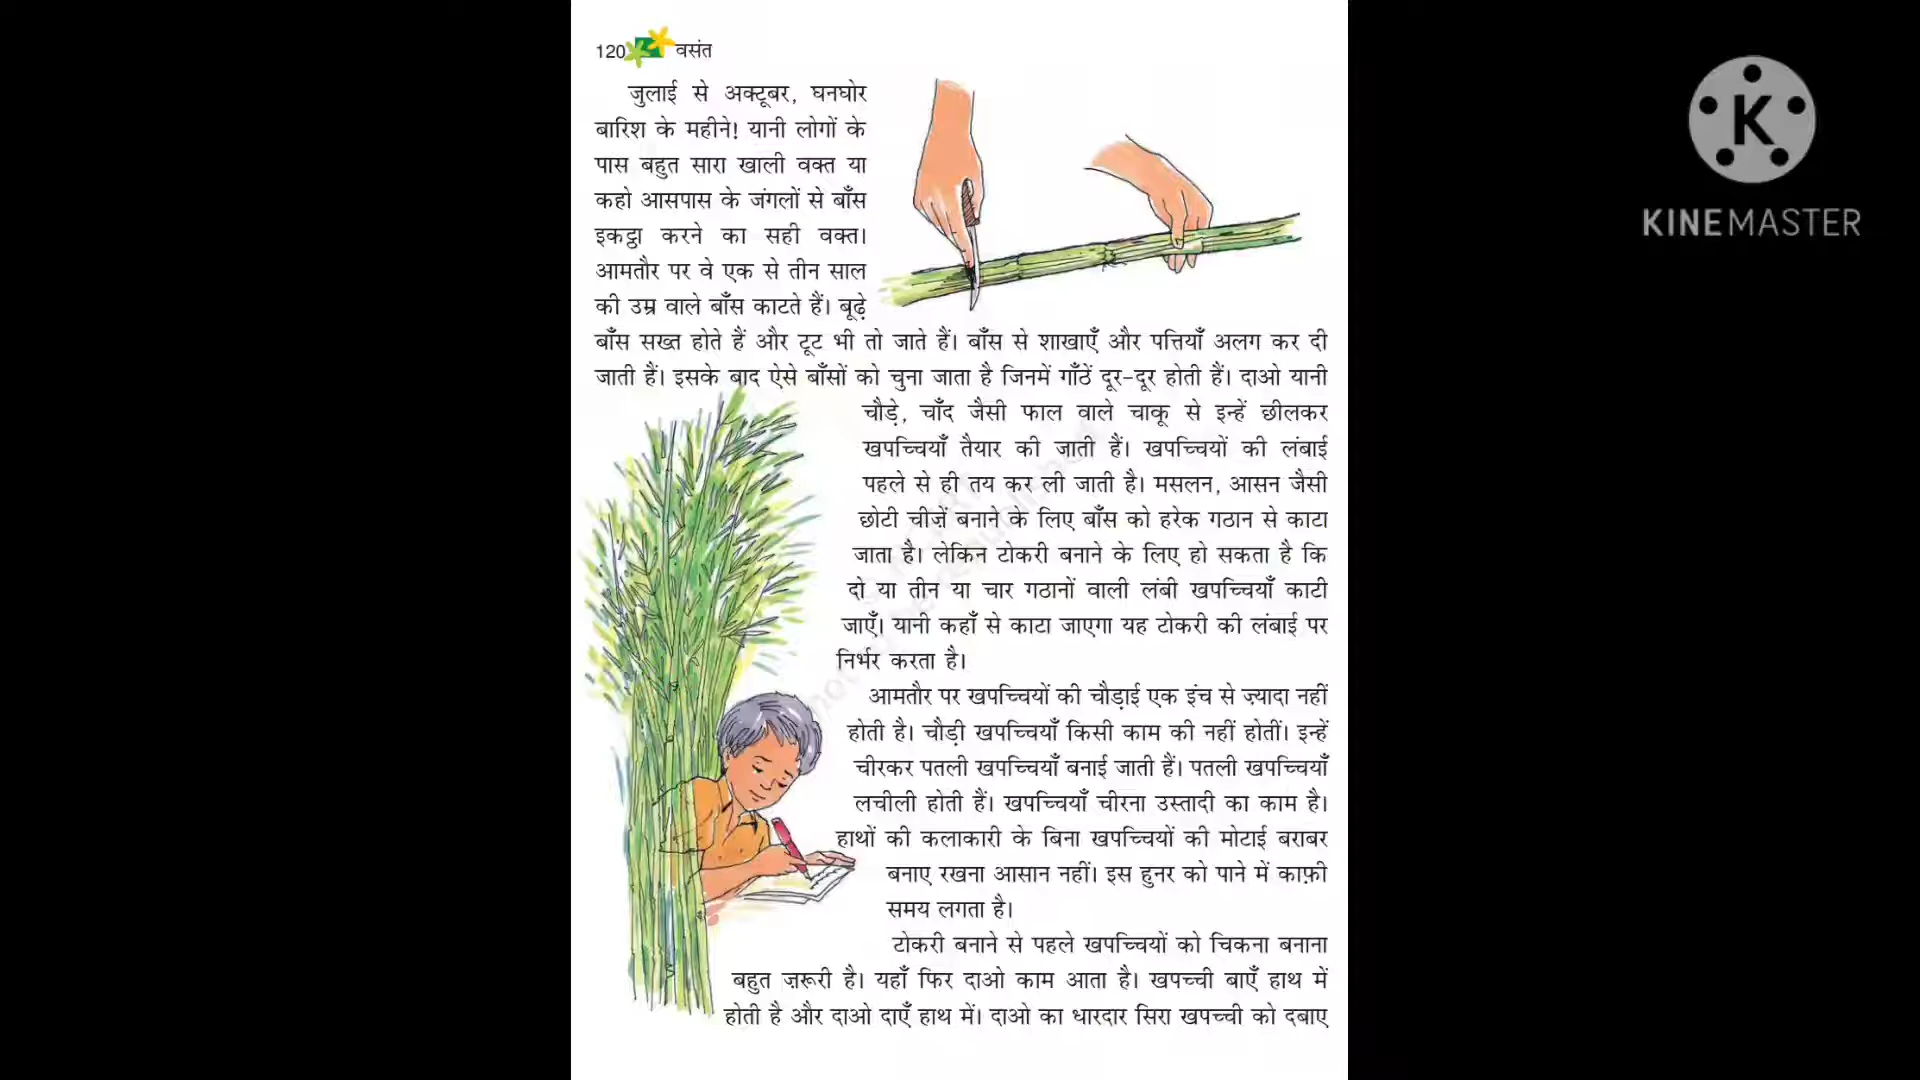 120 वसंत
जुलाई से अक्टूबर, घनघोर
बारिश के महीने! यानी लोगों के
पास बहुत सारा खाली वक्त या
कहो आसपास के जंगलों से बाँस
इकट्ठा करने का सही वक्त।
आमतौर पर वे एक से तीन साल
की उम्र वाले बाँस काटते हैं। बूढ़े
बाँस सख्त होते हैं और टूट भी तो जाते हैं। बाँस से शाखाएँ और पत्तियाँ अलग कर दी
जाती हैं। इसके बाद ऐसे बाँसों को चुना जाता है जिनमें गाँठें दूर-दूर होती हैं। दाओ यानी
चौड़े, चाँद जैसी फाल वाले चाकू से इन्हें छीलकर
खपच्चियाँ तैयार की जाती हैं। खपच्चियों की लंबाई
पहले से ही तय कर ली जाती है। मसलन, आसन जैसी
छोटी चीज़ें बनाने के लिए बाँस को हरेक गठान से काटा
जाता है। लेकिन टोकरी बनाने के लिए हो सकता है कि
दो या तीन या चार गठानों वाली लंबी खपच्चियाँ काटी
जाएँ। यानी कहाँ से काटा जाएगा यह टोकरी की लंबाई पर
निर्भर करता है।
आमतौर पर खपच्चियों की चौड़ाई एक इंच से ज़्यादा नहीं
होती है। चौड़ी खपच्चियाँ किसी काम की नहीं होतीं। इन्हें
चीरकर पतली खपच्चियाँ बनाई जाती हैं। पतली खपच्चियाँ
लचीली होती हैं। खपच्चियाँ चीरना उस्तादी का काम है।
हाथों की कलाकारी के बिना खपच्चियों की मोटाई बराबर
बनाए रखना आसान नहीं। इस हुनर को पाने में काफ़ी
समय लगता है।
टोकरी बनाने से पहले खपच्चियों को चिकना बनाना
बहुत ज़रूरी है। यहाँ फिर दाओ काम आता है। खपच्ची बाएँ हाथ में
होती है और दाओ दाएँ हाथ में। दाओ का धारदार सिरा खपच्ची को दबाए
K
KINEMASTER